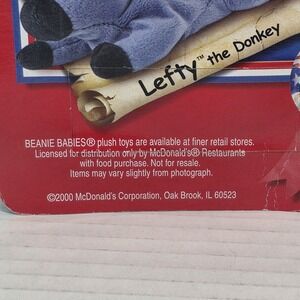 Lefty™ the Donkey
BEANIE BABIES® plush toys are available at finer retail stores.
Licensed for distribution only by McDonald's® Restaurants
with food purchase. Not for resale.
Items may vary slightly from photograph.
©2000 McDonald's Corporation, Oak Brook, IL 60523